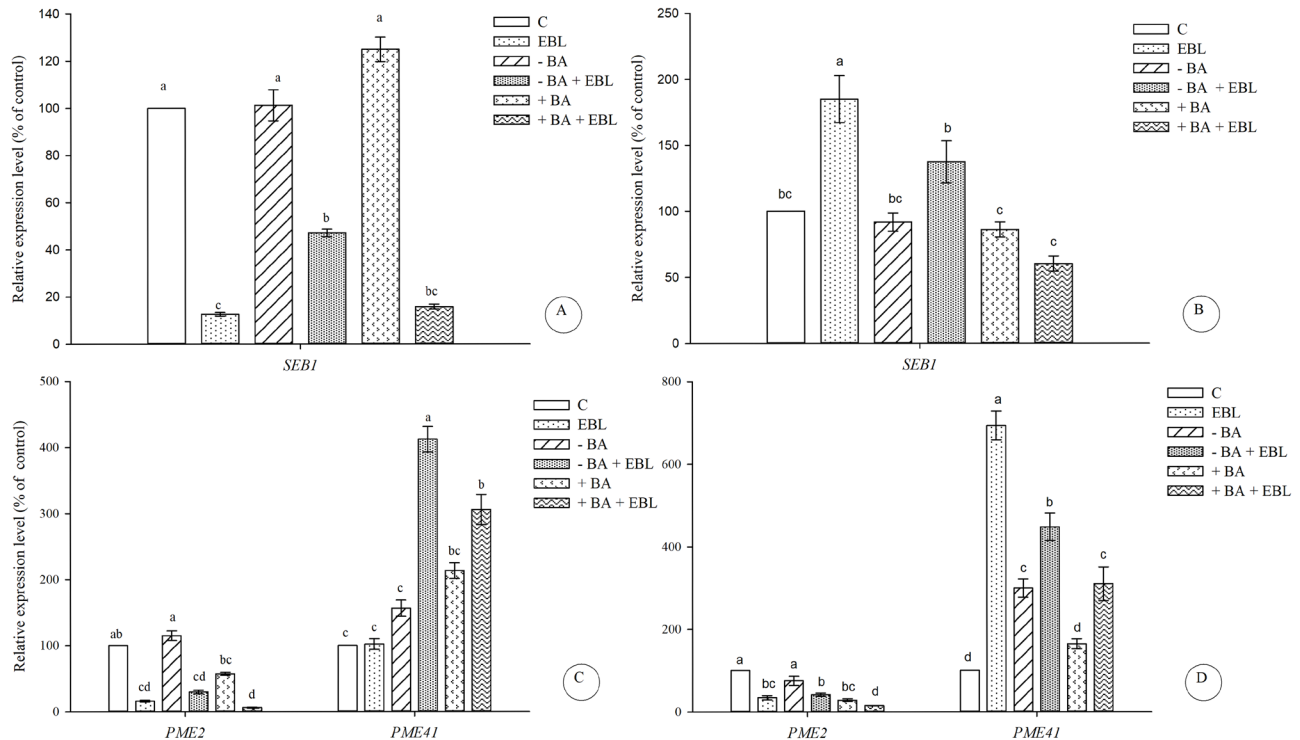 Relative expression level (% of control)
140
120
100
80
60
40
20
0
a
c
a
b
a
bc
SEB1
C
EBL
- BA
- BA + EBL
+ BA
+ BA + EBL
A
Relative expression level (% of control)
250
200
150
100
50
0
bc
a
bc
b
c
c
SEB1
C
EBL
- BA
- BA + EBL
+ BA
+ BA + EBL
B
Relative expression level (% of control)
500
400
300
200
100
0
ab
cd
a
cd
bc
d
c
c
c
a
bc
b
PME2
PME41
C
EBL
- BA
- BA + EBL
+ BA
+ BA + EBL
C
800
600
400
200
0
a
bc
a
b
bc
d
d
a
c
b
d
c
PME2
PME41
C
EBL
- BA
- BA + EBL
+ BA
+ BA + EBL
D